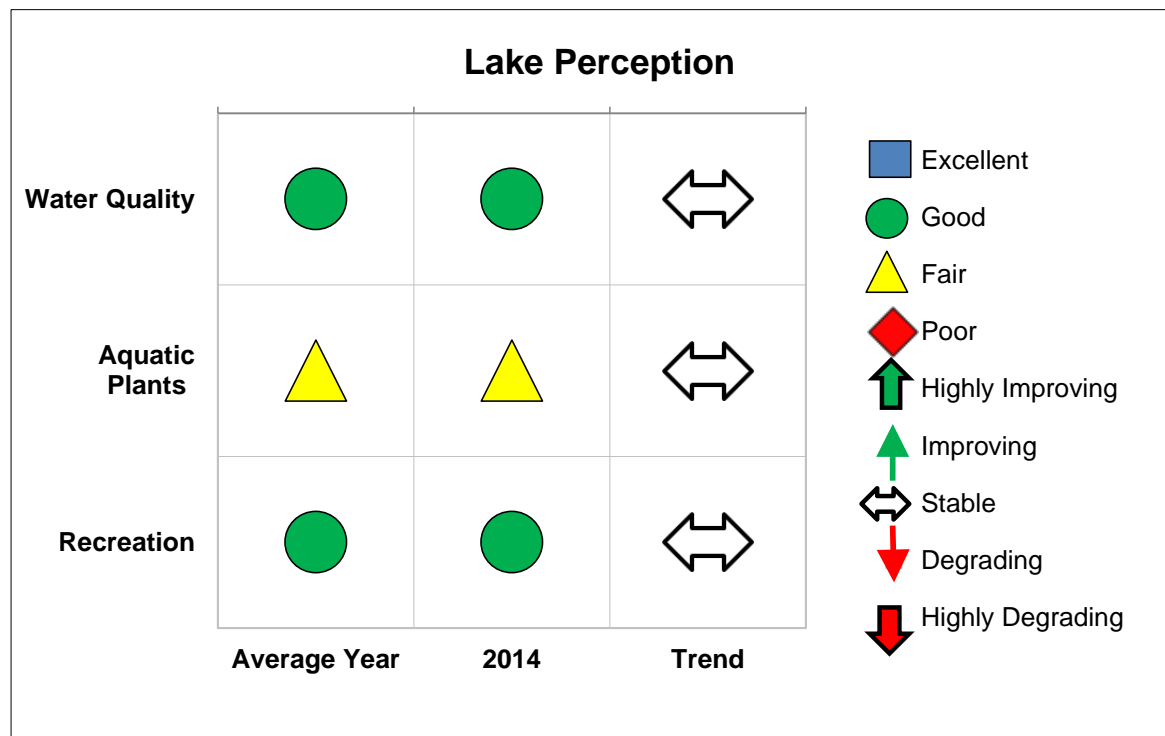 Lake Perception
Water Quality
Aquatic
Plants
Recreation
Average Year
2014
Trend
Excellent
Good
Fair
Poor
Highly Improving
Improving
Stable
Degrading
Highly Degrading